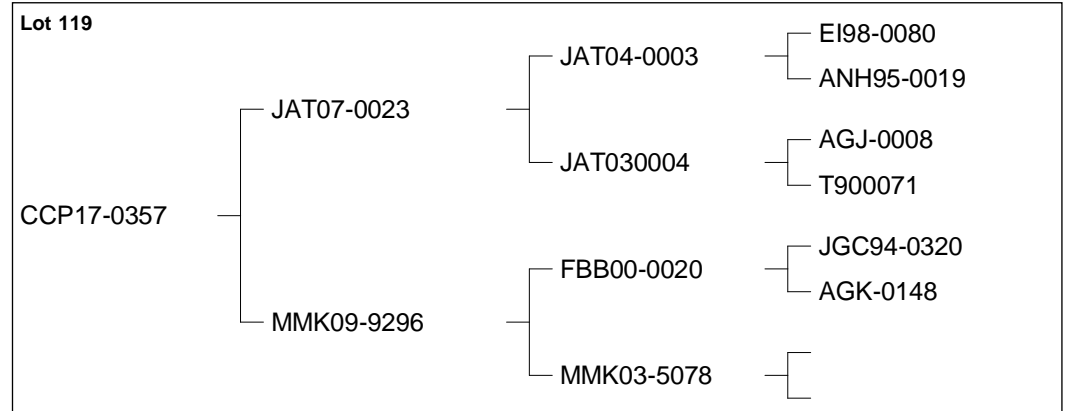 Lot 119
EI98-0080
JAT04-0003
ANH95-0019
JAT07-0023
AGJ-0008
JAT030004
T900071
CCP17-0357
JGC94-0320
FBB00-0020
AGK-0148
MMK09-9296
MMK03-5078